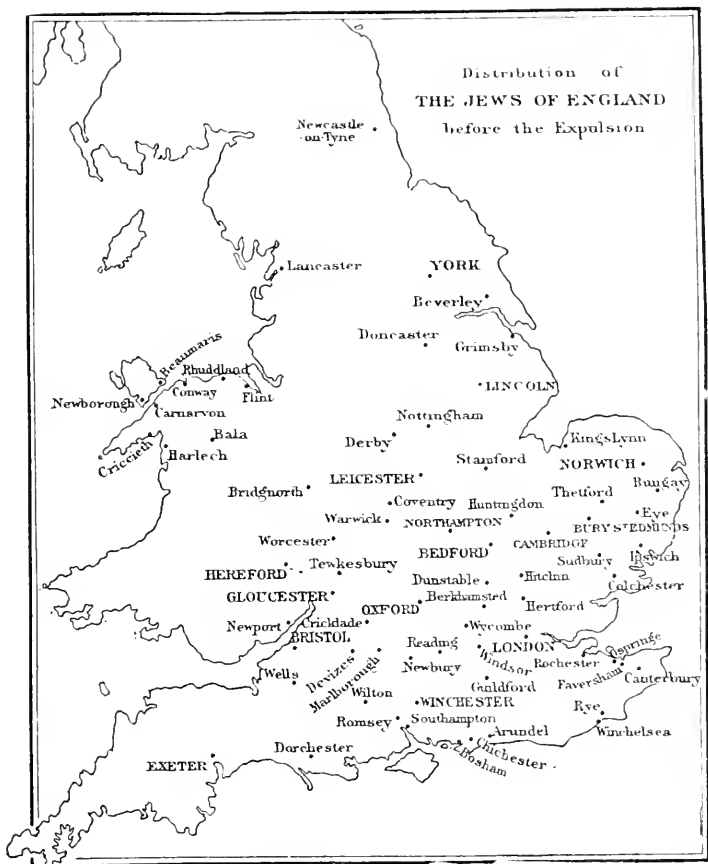 Distribution of
THE JEWS OF ENGLAND
before the Expulsion
Newcastle
-on-Tyne
Lancaster
YORK
Beverley
Doncaster
Grimsby
Beaumaris
Rhuddland
Conway
Flint
Newborough
Carnarvon
LINCOLN
Nottingham
Bala
Derby
Criccieth
Harlech
KingsLynn
Stamford
NORWICH
LEICESTER
Bungay
Bridgnorth
Thetford
Coventry
Huntingdon
Eye
Warwick
NORTHAMPTON
BURY ST EDMUNDS
Worcester
CAMBRIDGE
BEDFORD
Ipswich
Sudbury
Tewkesbury
HEREFORD
Dunstable
Hitchin
Colchester
GLOUCESTER
Berkhamsted
OXFORD
Hertford
Newport
Cricklade
Wycombe
BRISTOL
Reading
LONDON
Ospringe
Devizes
Windsor
Rochester
Wells
Marlborough
Newbury
Faversham
Canterbury
Guildford
Wilton
WINCHESTER
Rye
Romsey
Southampton
Arundel
Winchelsea
Dorchester
Chichester
Bosham
EXETER